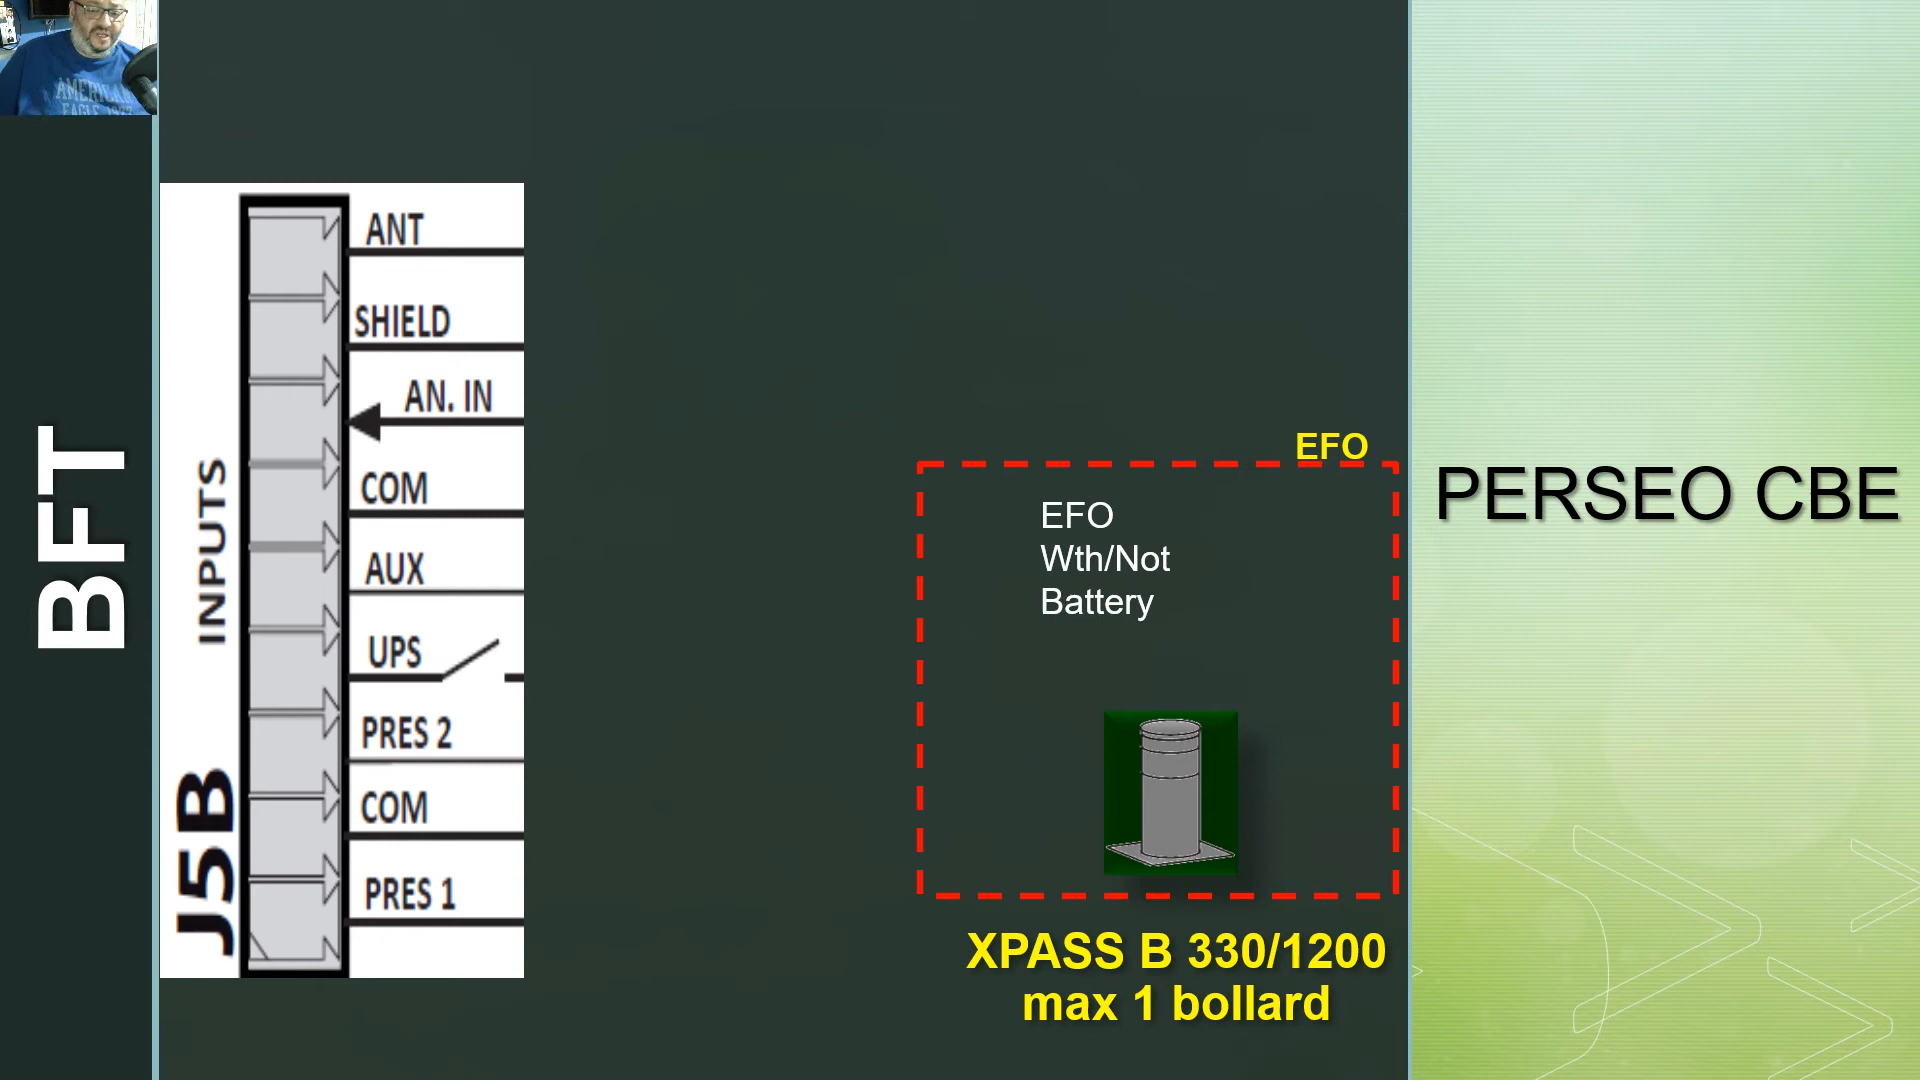 AMERICAN
BFT
INPUTS
J5B
ANT
SHIELD
AN. IN
COM
AUX
UPS
PRES 2
COM
PRES 1
EFO
EFO
Wth/Not
Battery
XPASS B 330/1200
max 1 bollard
PERSEO CBE